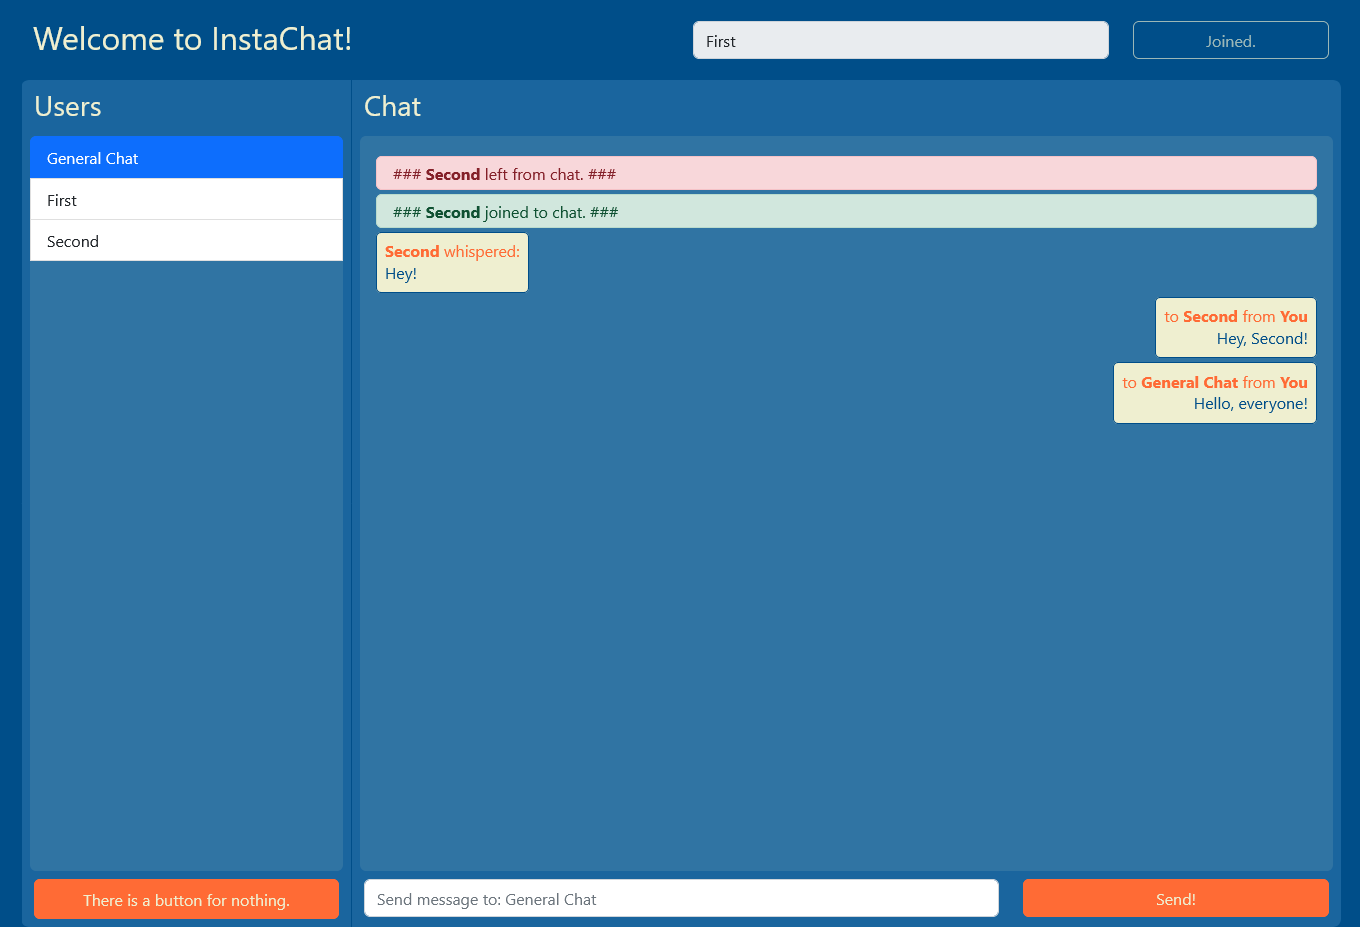 Welcome to InstaChat!
First
Joined.
Users
General Chat
First
Second
There is a button for nothing.
Chat
### Second left from chat. ###
### Second joined to chat. ###
Second whispered:
Hey!
to Second from You
Hey, Second!
to General Chat from You
Hello, everyone!
Send message to: General Chat
Send!